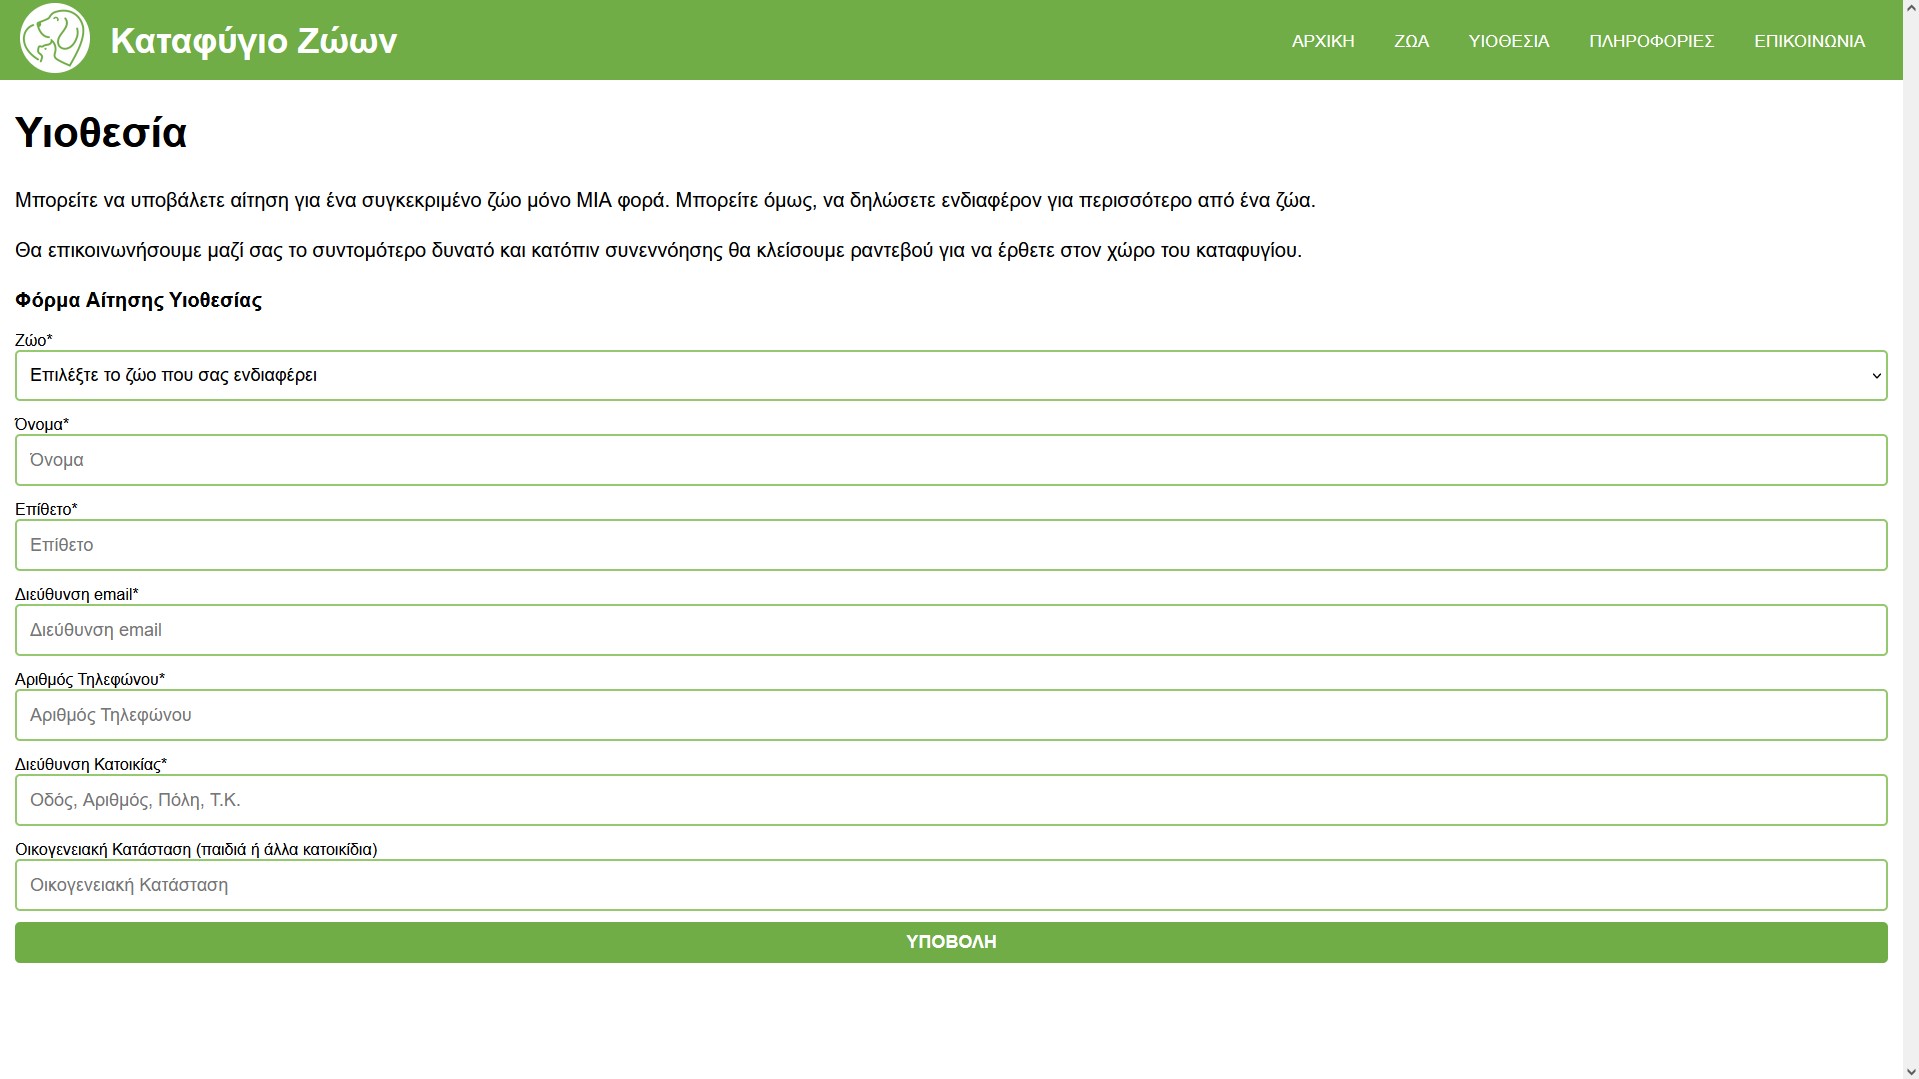 Καταφύγιο Ζώων
ΑΡΧΙΚΗ ΖΩΑ ΥΙΟΘΕΣΙΑ ΠΛΗΡΟΦΟΡΙΕΣ ΕΠΙΚΟΙΝΩΝΙΑ
Υιοθεσία
Μπορείτε να υποβάλετε αίτηση για ένα συγκεκριμένο ζώο μόνο ΜΙΑ φορά. Μπορείτε όμως, να δηλώσετε ενδιαφέρον για περισσότερο από ένα ζώα.
Θα επικοινωνήσουμε μαζί σας το συντομότερο δυνατό και κατόπιν συνεννόησης θα κλείσουμε ραντεβού για να έρθετε στον χώρο του καταφυγίου.
Φόρμα Αίτησης Υιοθεσίας
Ζώο*
Επιλέξτε το ζώο που σας ενδιαφέρει
Όνομα*
Όνομα
Επίθετο*
Επίθετο
Διεύθυνση email*
Διεύθυνση email
Αριθμός Τηλεφώνου*
Αριθμός Τηλεφώνου
Διεύθυνση Κατοικίας*
Οδός, Αριθμός, Πόλη, Τ.Κ.
Οικογενειακή Κατάσταση (παιδιά ή άλλα κατοικίδια)
Οικογενειακή Κατάσταση
ΥΠΟΒΟΛΗ